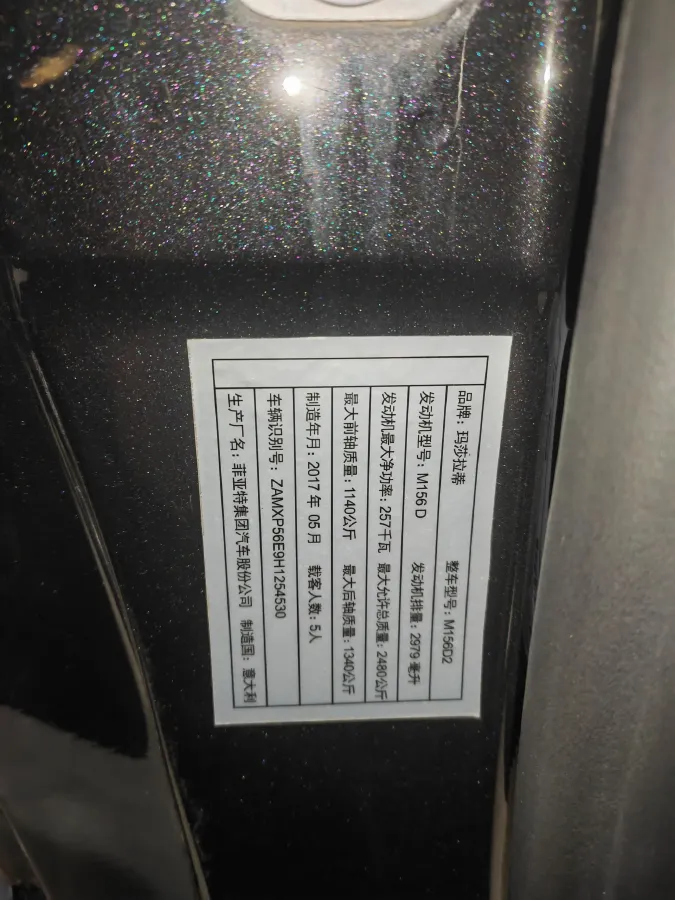 品牌：玛莎拉蒂 整车型号：M156D2
发动机型号：M156 D 发动机排量：2979 毫升
发动机最大净功率：257千瓦 最大允许总质量：2480公斤
最大前轴质量：1140公斤 最大后轴质量：1340公斤
制造年月：2017 年 05 月 载客人数：5人
车辆识别号：ZAMXP56E9H1254530
生产厂名：菲亚特集团汽车股份公司 制造国：意大利